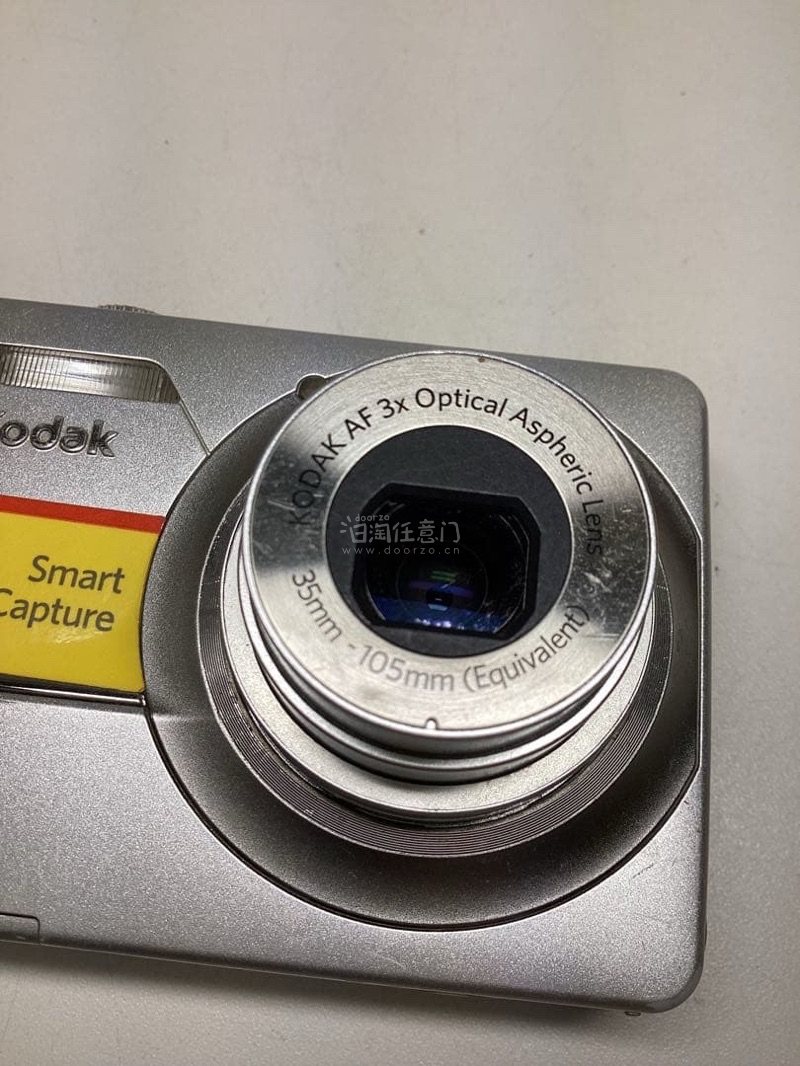 Kodak
KODAK AF 3x Optical Aspheric Lens
35mm - 105mm (Equivalent)
Smart
Capture
doorzo
日淘任意门
www.doorzo.cn